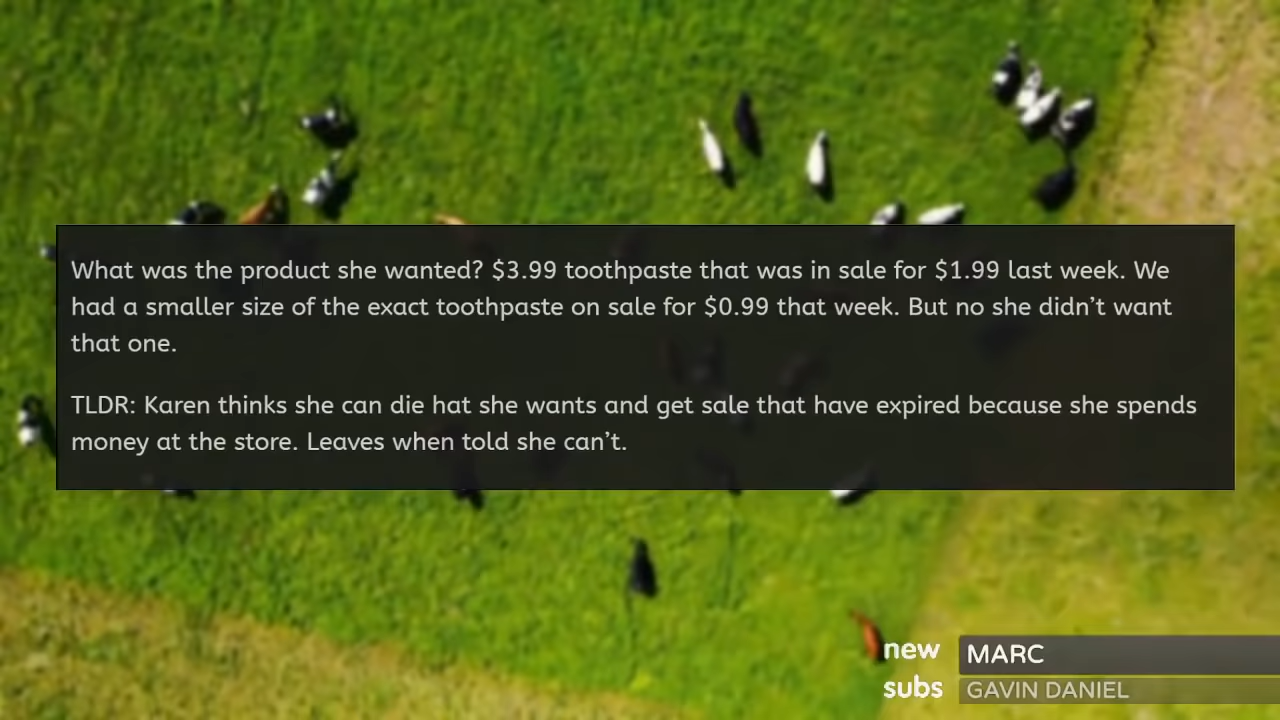 What was the product she wanted? $3.99 toothpaste that was in sale for $1.99 last week. We
had a smaller size of the exact toothpaste on sale for $0.99 that week. But no she didn’t want
that one.
TLDR: Karen thinks she can die hat she wants and get sale that have expired because she spends
money at the store. Leaves when told she can’t.
new MARC
subs GAVIN DANIEL